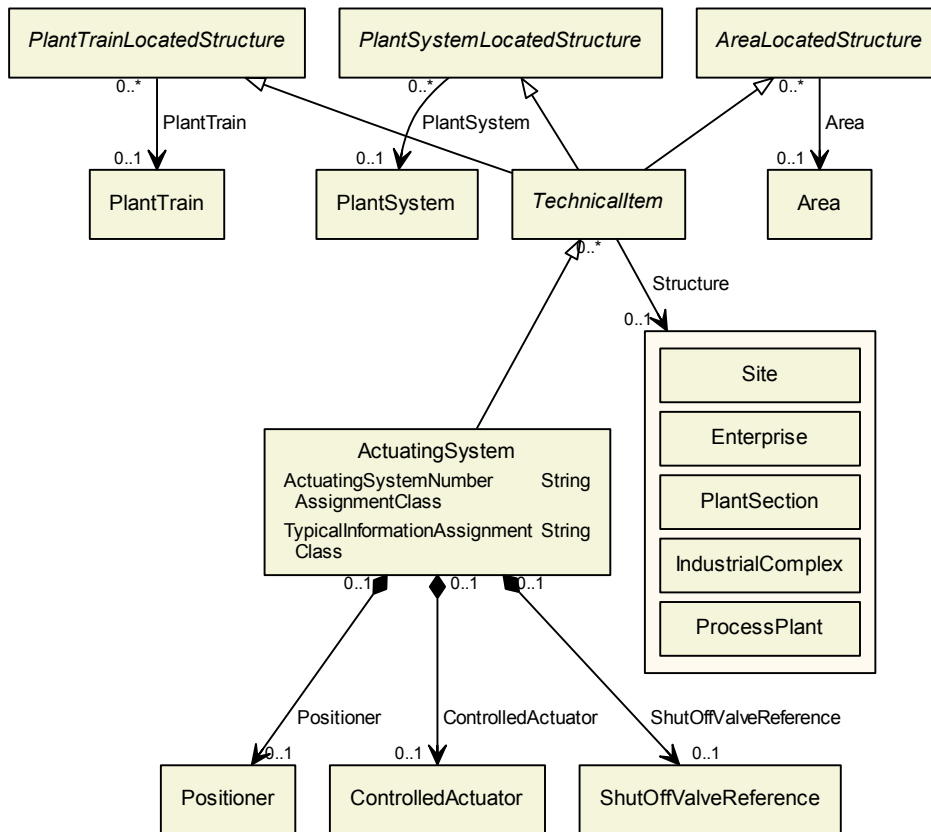 PlantTrainLocatedStructure
PlantSystemLocatedStructure
AreaLocatedStructure
0..*
0..*
0..*
PlantTrain
PlantSystem
Area
0..1
0..1
0..1
PlantTrain
PlantSystem
TechnicalItem
Area
0..*
Structure
0..1
Site
Enterprise
PlantSection
IndustrialComplex
ProcessPlant
ActuatingSystem
ActuatingSystemNumber String
AssignmentClass
TypicalInformationAssignment String
Class
0..1
0..1
0..1
Positioner
ControlledActuator
ShutOffValveReference
0..1
0..1
0..1
Positioner
ControlledActuator
ShutOffValveReference